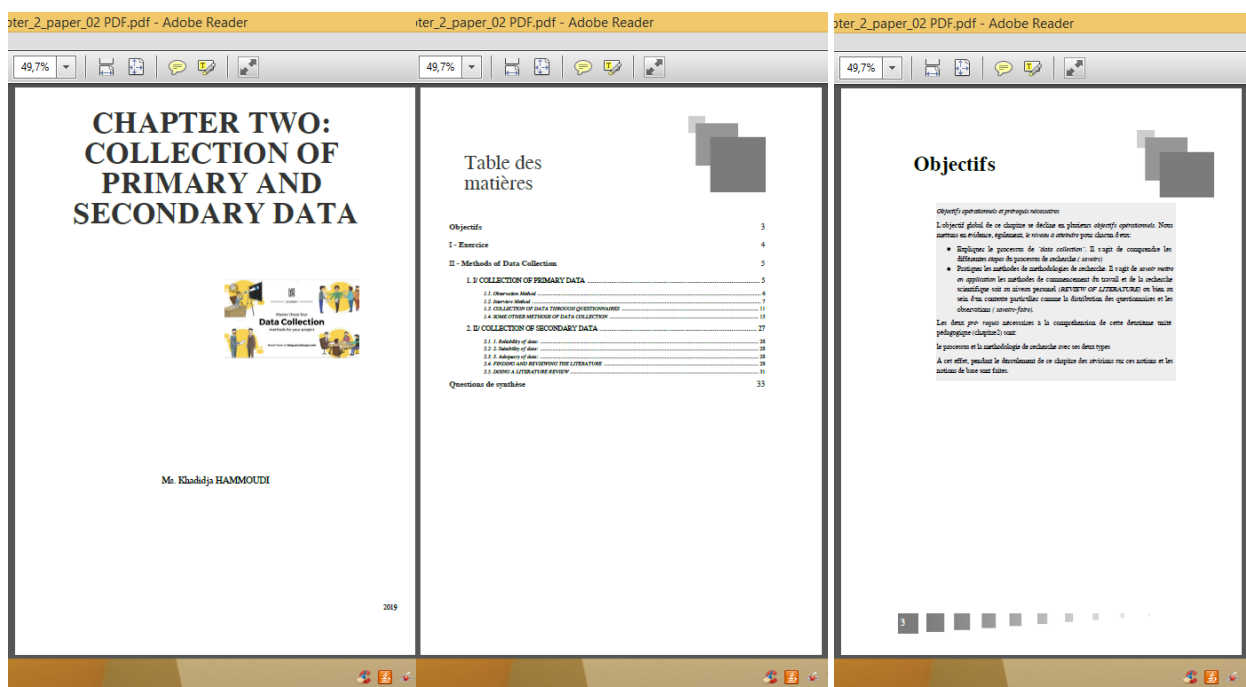 pter_2_paper_02 PDF.pdf - Adobe Reader
49,7%
CHAPTER TWO:
COLLECTION OF
PRIMARY AND
SECONDARY DATA
Data Collection
methods for your project
Ms. Khadidja HAMMOUDI
2019
ter_2_paper_02 PDF.pdf - Adobe Reader
49,7%
Table des
matières
Objectifs 3
I - Exercice 4
II - Methods of Data Collection 5
1. I/ COLLECTION OF PRIMARY DATA 5
1.1. Observation Method 6
1.2. Interview Method 7
1.3. COLLECTION OF DATA THROUGH QUESTIONNAIRES 11
1.4. SOME OTHER METHODS OF DATA COLLECTION 15
2. II/ COLLECTION OF SECONDARY DATA 27
2.1. 1. Reliability of data: 28
2.2. 2. Suitability of data: 28
2.3. 3. Adequacy of data: 28
2.4. FINDING AND REVIEWING THE LITERATURE 28
2.5. DOING A LITERATURE REVIEW 31
Questions de synthèse 33
pter_2_paper_02 PDF.pdf - Adobe Reader
49,7%
Objectifs
Objectifs opérationnels et prérequis nécessaires
L'objectif global de ce chapitre se décline en plusieurs objectifs opérationnels. Nous
mettons en évidence, également, le niveau à atteindre pour chacun d'eux:
● Expliquer le processus de "data collection". Il s'agit de comprendre les
différentes étapes du processus de recherche.( savoirs)
● Pratiquer les méthodes de methodologies de recherche. Il s'agit de savoir mettre
en application les méthodes de commencement du travail et de la recherche
scientifique soit au niveau personel (REVIEW OF LITERATURE) ou bien au
sein d'un contexte particulier comme la distribution des questionnaires et les
observations ( savoirs-faire).
Les deux pré- requis nécessaires à la compréhension de cette deuxième unité
pédagogique (chapitre2) sont:
le processus et la methodologie de recherche avec ses deux types
À cet effet, pendant le déroulement de ce chapitre des révisions sur ces notions et les
notions de base sont faites.
3